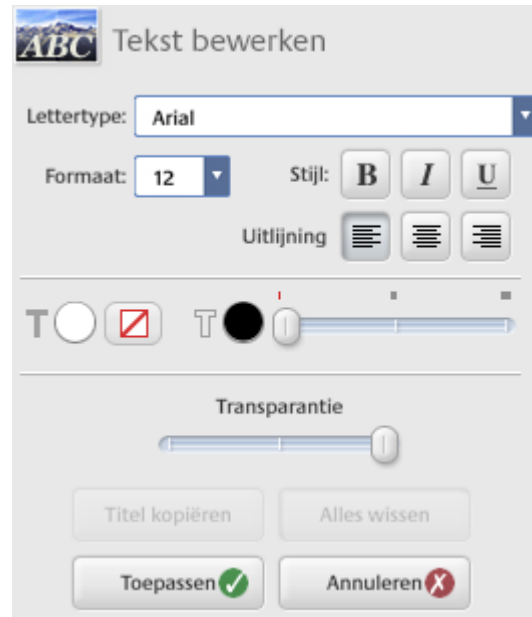 ABC Tekst bewerken
Lettertype: Arial
Formaat: 12 Stijl: B I U
Uitlijning
T T
Transparantie
Titel kopiëren Alles wissen
Toepassen Annuleren